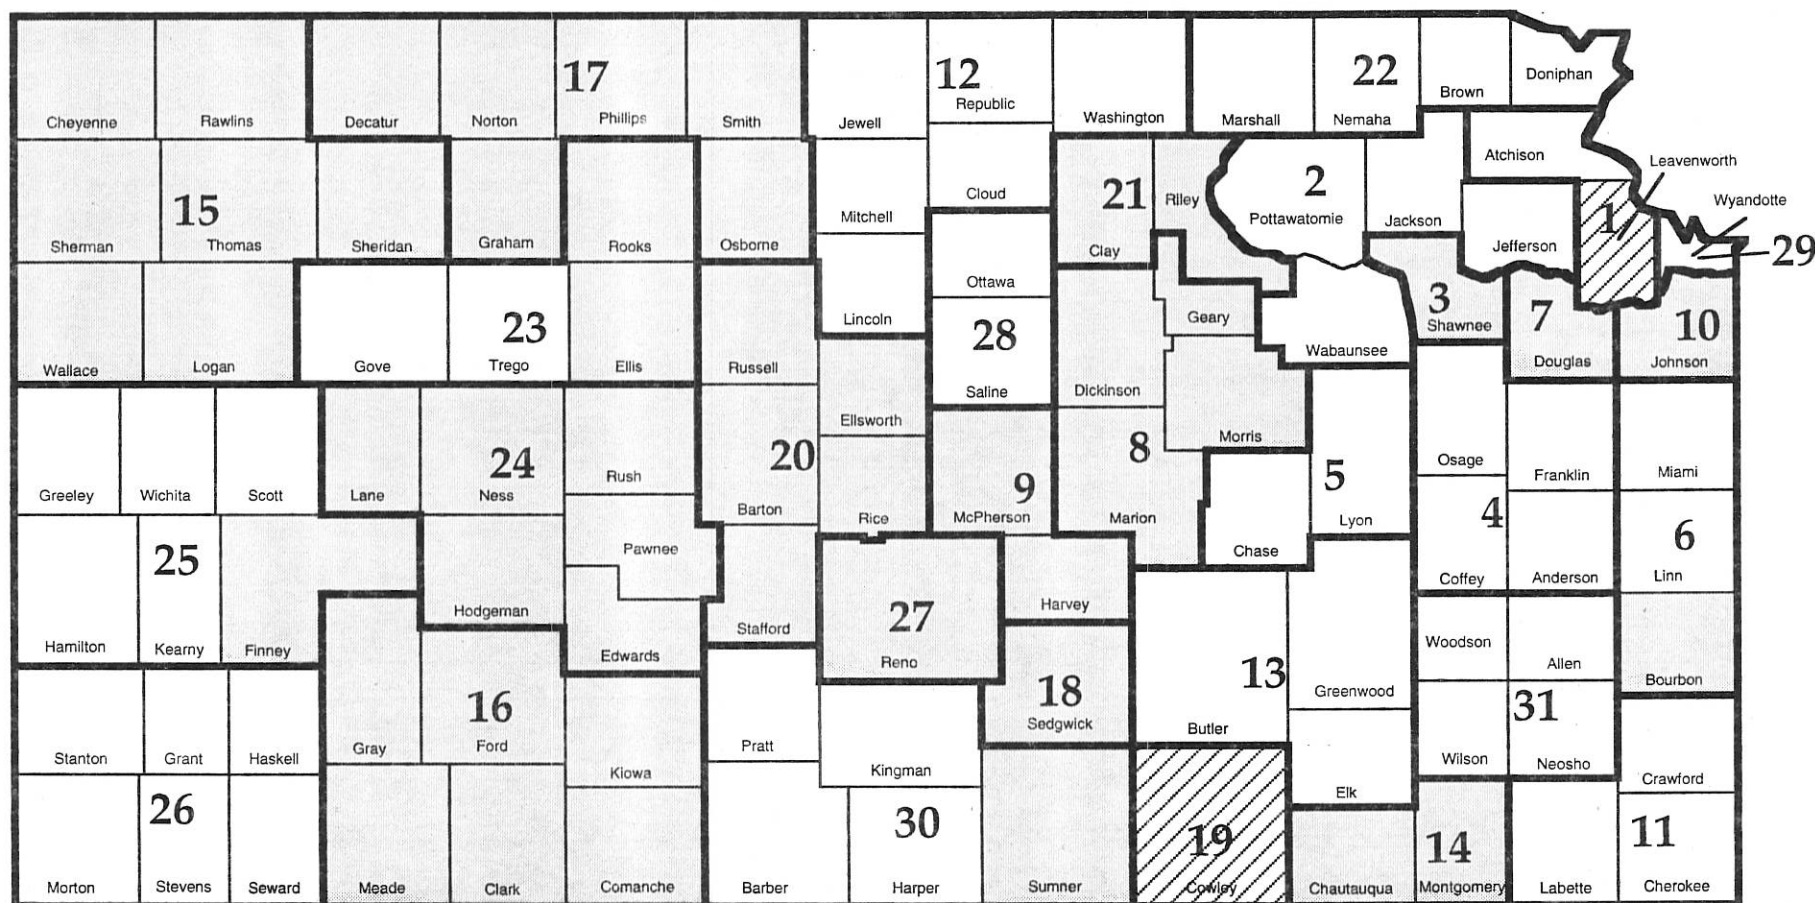 17
12
22
Cheyenne Rawlins Decatur Norton Phillips Smith Jewell Republic Washington Marshall Nemaha Brown Doniphan
15
21
2
Atchison Leavenworth
Wyandotte
Sherman Thomas Sheridan Graham Rooks Osborne Mitchell Cloud Clay Riley Pottawatomie Jackson Jefferson 1
29
23
28
Ottawa
3
7
10
Wallace Logan Gove Trego Ellis Russell Lincoln Saline Geary Wabaunsee Shawnee Douglas Johnson
Dickinson
24
20
Ellsworth
9
8
Morris
5
4
6
Greeley Wichita Scott Lane Ness Rush Barton Rice McPherson Marion Chase Lyon Osage Franklin Miami
25
Pawnee
Hamilton Kearny Finney Hodgeman Edwards Stafford
27
Reno
Harvey
Coffey Anderson Linn
Woodson Allen Bourbon
16
18
13
31
Stanton Grant Haskell Gray Ford Kiowa Pratt Kingman Sedgwick Butler Greenwood Wilson Neosho Crawford
Elk
26
30
19
14
11
Morton Stevens Seward Meade Clark Comanche Barber Harper Sumner Cowley Chautauqua Montgomery Labette Cherokee